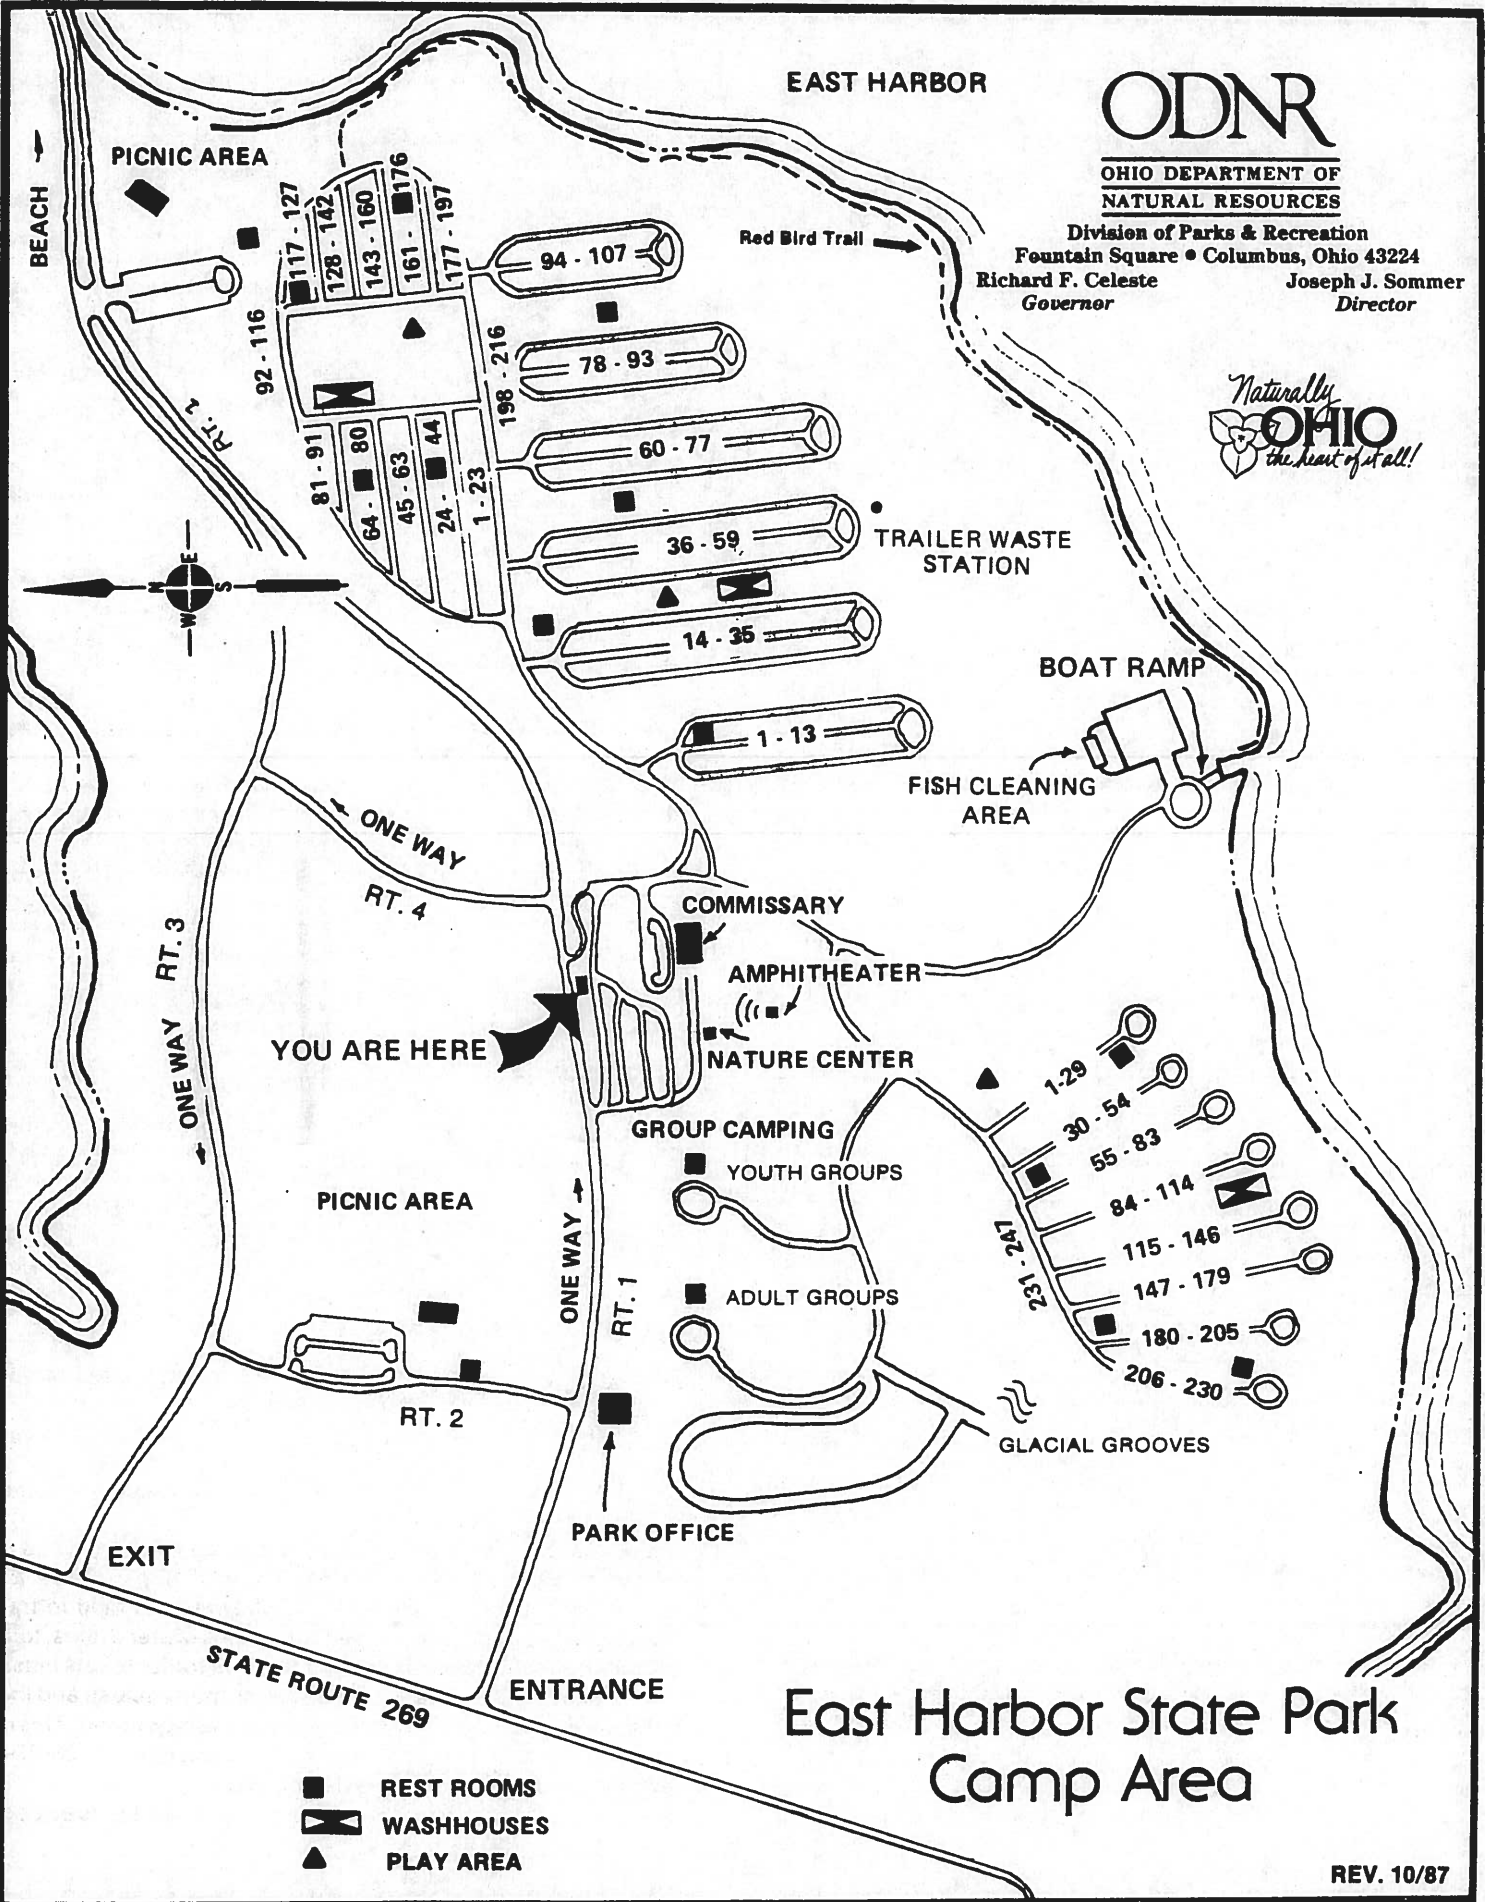 EAST HARBOR
ODNR
OHIO DEPARTMENT OF
NATURAL RESOURCES
Division of Parks & Recreation
Fountain Square • Columbus, Ohio 43224
Richard F. Celeste
Governor
Joseph J. Sommer
Director
Naturally
OHIO
the heart of it all!
BEACH
PICNIC AREA
117 - 127
128 - 142
143 - 160
161 - 176
177 - 197
94 - 107
Red Bird Trail
92 - 116
198 - 216
78 - 93
RT. 2
81 - 91
64 - 80
45 - 63
24 - 44
1 - 23
60 - 77
36 - 59
TRAILER WASTE
STATION
N
E
S
W
14 - 35
BOAT RAMP
1 - 13
FISH CLEANING
AREA
ONE WAY
RT. 4
RT. 3
ONE WAY
COMMISSARY
AMPHITHEATER
YOU ARE HERE
NATURE CENTER
GROUP CAMPING
YOUTH GROUPS
1-29
30 - 54
55 - 83
84 - 114
115 - 146
147 - 179
180 - 205
206 - 230
231 - 247
PICNIC AREA
ONE WAY
RT. 1
ADULT GROUPS
RT. 2
GLACIAL GROOVES
PARK OFFICE
EXIT
STATE ROUTE 269
ENTRANCE
East Harbor State Park
Camp Area
REST ROOMS
WASHHOUSES
PLAY AREA
REV. 10/87